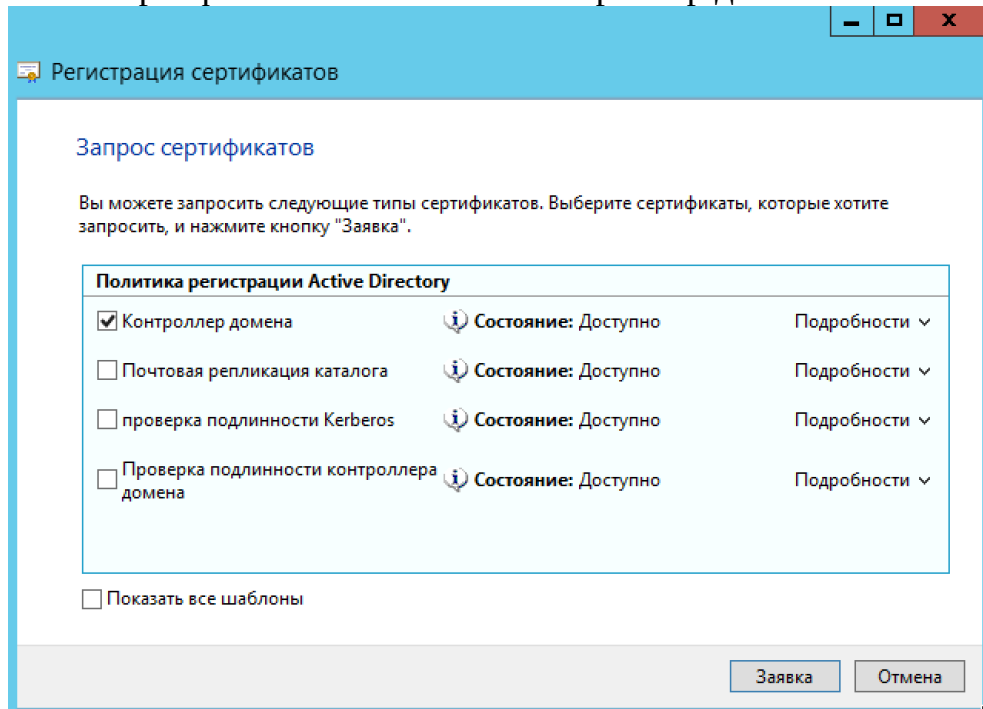 Регистрация сертификатов
Запрос сертификатов
Вы можете запросить следующие типы сертификатов. Выберите сертификаты, которые хотите
запросить, и нажмите кнопку "Заявка".
Политика регистрации Active Directory
Контроллер домена Состояние: Доступно Подробности
Почтовая репликация каталога Состояние: Доступно Подробности
проверка подлинности Kerberos Состояние: Доступно Подробности
Проверка подлинности контроллера
домена Состояние: Доступно Подробности
Показать все шаблоны
Заявка Отмена